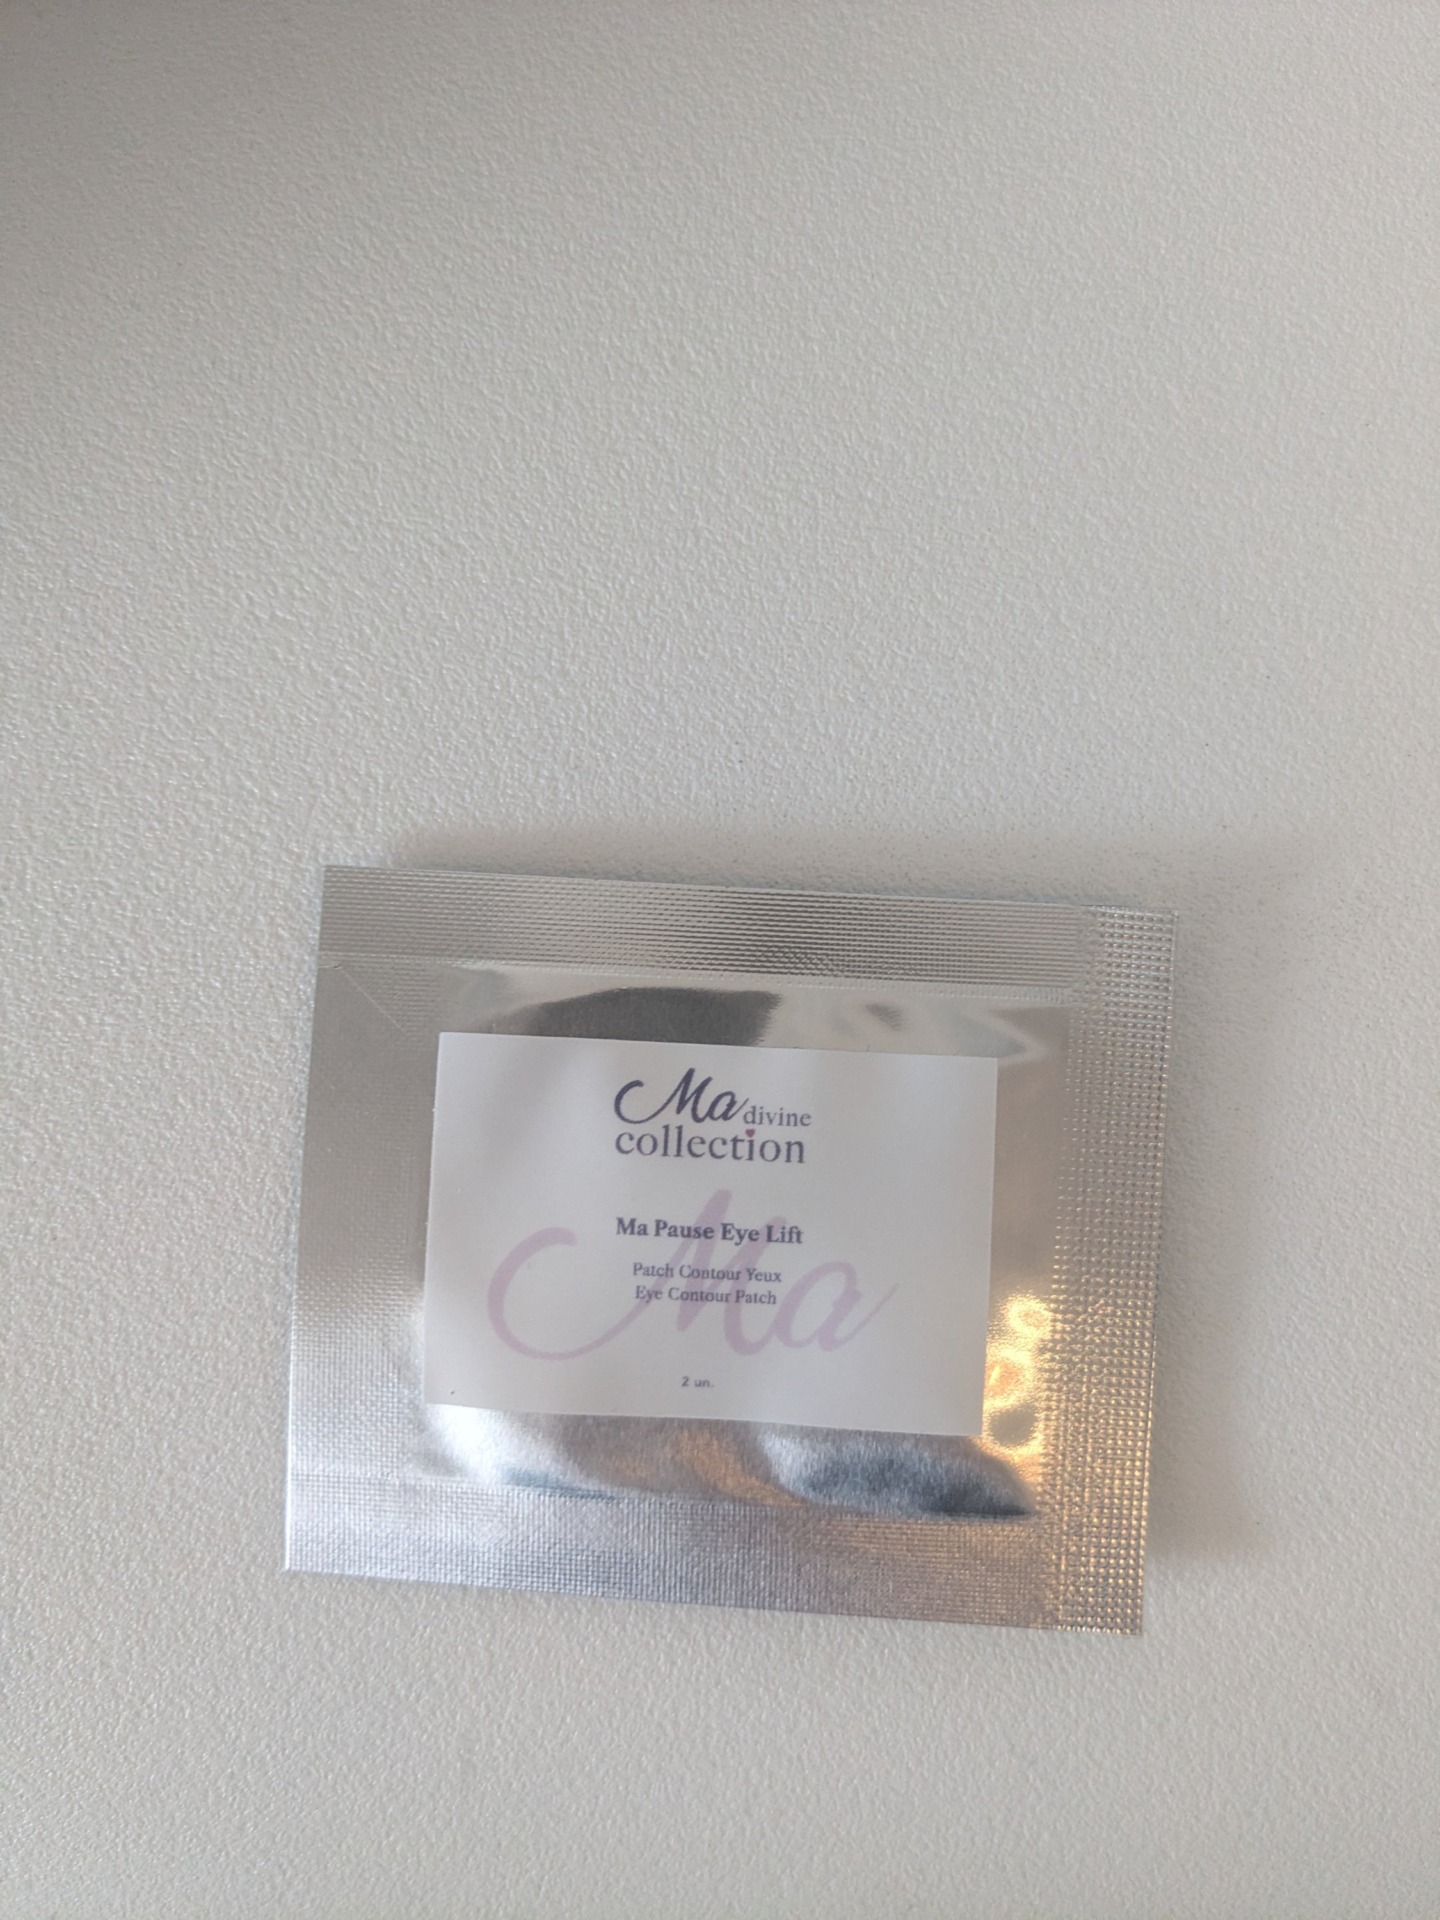 Ma divine
collection
Ma Pause Eye Lift
Patch Contour Yeux
Eye Contour Patch
Ma
2 un.